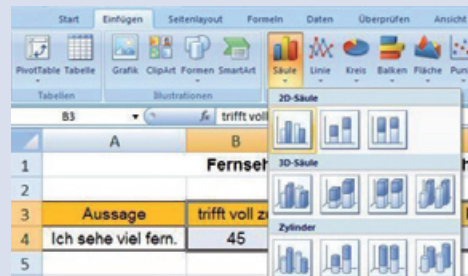 Start Einfügen Seitenlayout Formeln Daten Überprüfen Ansicht
PivotTable Tabelle Grafik ClipArt Formen SmartArt Säule Linie Kreis Balken Fläche
Tabellen Illustrationen
2D-Säule
B3 fx trifft voll
A B
3D-Säule
1
2
3 Aussage trifft voll
Zylinder
4 Ich sehe viel fern. 45
5